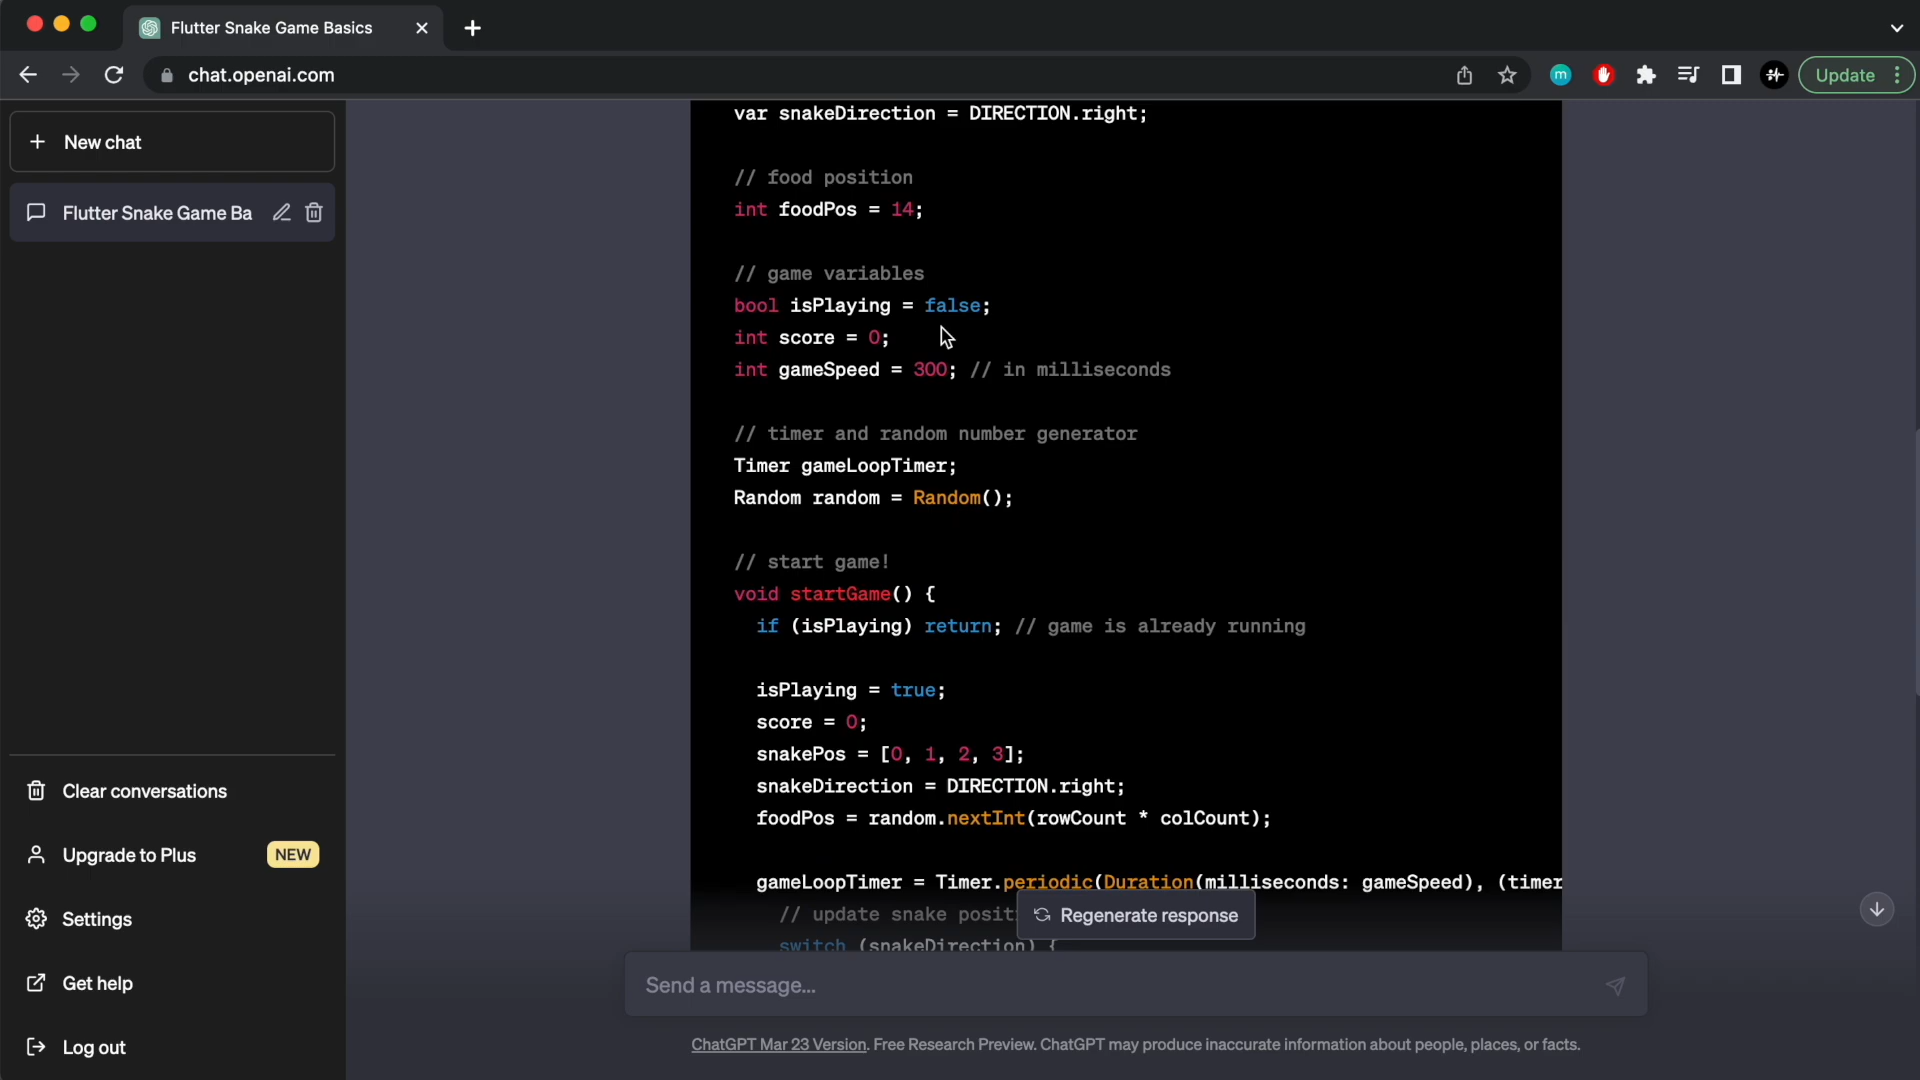 Flutter Snake Game Basics
chat.openai.com
m
Update
New chat
Flutter Snake Game Ba
var snakeDirection = DIRECTION.right;
// food position
int foodPos = 14;
// game variables
bool isPlaying = false;
int score = 0;
int gameSpeed = 300; // in milliseconds
// timer and random number generator
Timer gameLoopTimer;
Random random = Random();
// start game!
void startGame() {
if (isPlaying) return; // game is already running
isPlaying = true;
score = 0;
snakePos = [0, 1, 2, 3];
snakeDirection = DIRECTION.right;
foodPos = random.nextInt(rowCount * colCount);
gameLoopTimer = Timer.periodic(Duration(milliseconds: gameSpeed), (timer
// update snake positi
switch (snakeDirection) {
Regenerate response
Clear conversations
Upgrade to Plus NEW
Settings
Get help
Log out
Send a message...
ChatGPT Mar 23 Version. Free Research Preview. ChatGPT may produce inaccurate information about people, places, or facts.